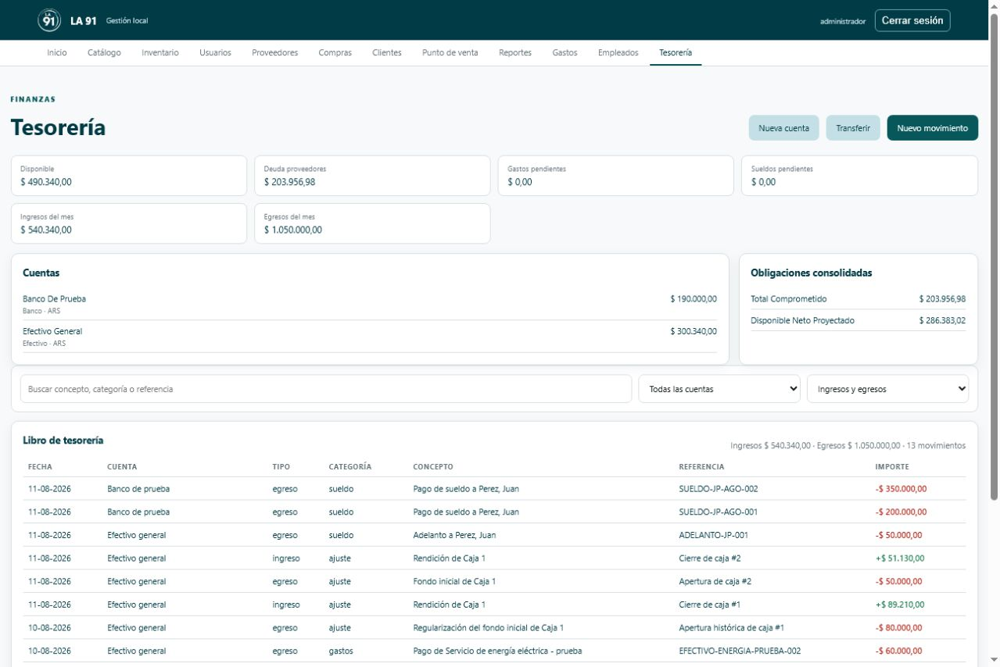 LA 91 LA 91 Gestión local administrador Cerrar sesión
Inicio Catálogo Inventario Usuarios Proveedores Compras Clientes Punto de venta Reportes Gastos Empleados Tesorería
FINANZAS
Tesorería
Nueva cuenta Transferir Nuevo movimiento
Disponible
$ 490.340,00
Deuda proveedores
$ 203.956,98
Gastos pendientes
$ 0,00
Sueldos pendientes
$ 0,00
Ingresos del mes
$ 540.340,00
Egresos del mes
$ 1.050.000,00
Cuentas
Banco De Prueba $ 190.000,00
Banco · ARS
Efectivo General $ 300.340,00
Efectivo · ARS
Obligaciones consolidadas
Total Comprometido $ 203.956,98
Disponible Neto Proyectado $ 286.383,02
Buscar concepto, categoría o referencia Todas las cuentas Ingresos y egresos
Libro de tesorería
Ingresos $ 540.340,00 · Egresos $ 1.050.000,00 · 13 movimientos
FECHA CUENTA TIPO CATEGORÍA CONCEPTO REFERENCIA IMPORTE
11-08-2026 Banco de prueba egreso sueldo Pago de sueldo a Perez, Juan SUELDO-JP-AGO-002 -$ 350.000,00
11-08-2026 Banco de prueba egreso sueldo Pago de sueldo a Perez, Juan SUELDO-JP-AGO-001 -$ 200.000,00
11-08-2026 Efectivo general egreso sueldo Adelanto a Perez, Juan ADELANTO-JP-001 -$ 50.000,00
11-08-2026 Efectivo general ingreso ajuste Rendición de Caja 1 Cierre de caja #2 +$ 51.130,00
11-08-2026 Efectivo general egreso ajuste Fondo inicial de Caja 1 Apertura de caja #2 -$ 50.000,00
11-08-2026 Efectivo general ingreso ajuste Rendición de Caja 1 Cierre de caja #1 +$ 89.210,00
10-08-2026 Efectivo general egreso ajuste Regularización del fondo inicial de Caja 1 Apertura histórica de caja #1 -$ 80.000,00
10-08-2026 Efectivo general egreso gastos Pago de Servicio de energía eléctrica - prueba EFECTIVO-ENERGIA-PRUEBA-002 -$ 60.000,00